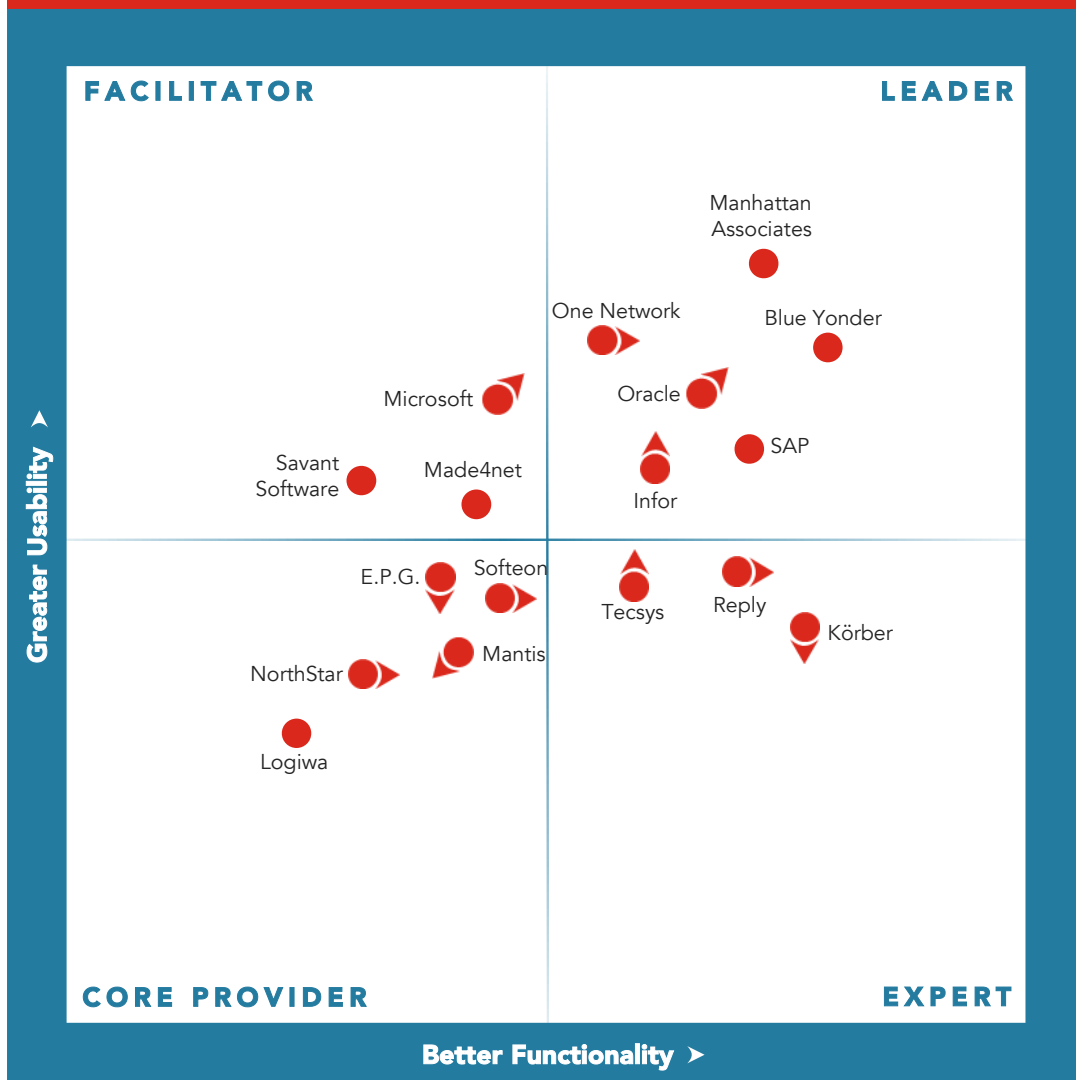 FACILITATOR
LEADER
Manhattan
Associates
One Network
Blue Yonder
Microsoft
Oracle
SAP
Savant
Software
Made4net
Infor
E.P.G.
Softeon
Tecsys
Reply
Körber
Mantis
NorthStar
Logiwa
CORE PROVIDER
EXPERT
Greater Usability
Better Functionality